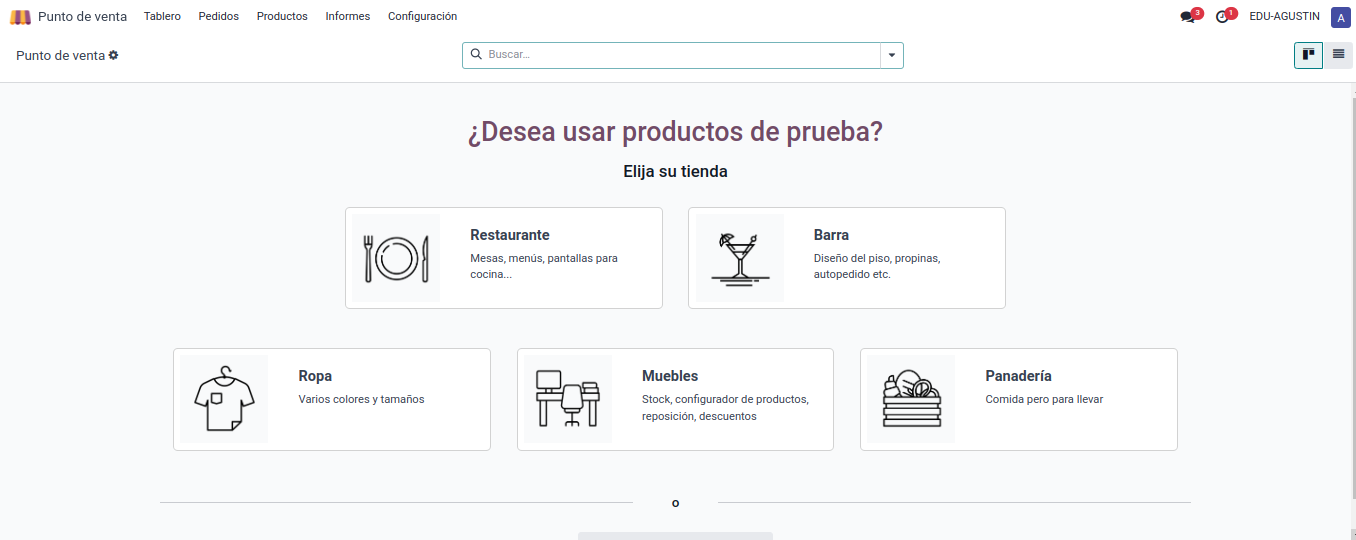 Punto de venta Tablero Pedidos Productos Informes Configuración 3 1 EDU-AGUSTIN A
Punto de venta Buscar...
¿Desea usar productos de prueba?
Elija su tienda
Restaurante
Mesas, menús, pantallas para
cocina...
Barra
Diseño del piso, propinas,
autopedido etc.
Ropa
Varios colores y tamaños
Muebles
Stock, configurador de productos,
reposición, descuentos
Panadería
Comida pero para llevar
o